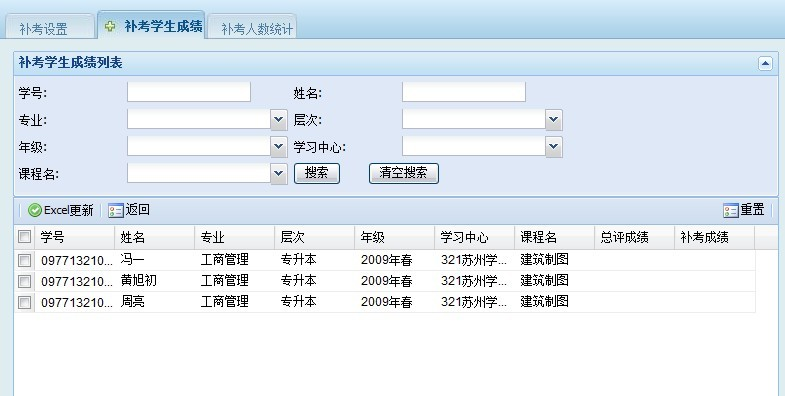 补考设置 补考学生成绩 补考人数统计
补考学生成绩列表
学号: 姓名:
专业: 层次:
年级: 学习中心:
课程名: 搜索 清空搜索
Excel更新 返回 重置
学号 姓名 专业 层次 年级 学习中心 课程名 总评成绩 补考成绩
097713210... 冯一 工商管理 专升本 2009年春 321苏州学... 建筑制图
097713210... 黄旭初 工商管理 专升本 2009年春 321苏州学... 建筑制图
097713210... 周亮 工商管理 专升本 2009年春 321苏州学... 建筑制图